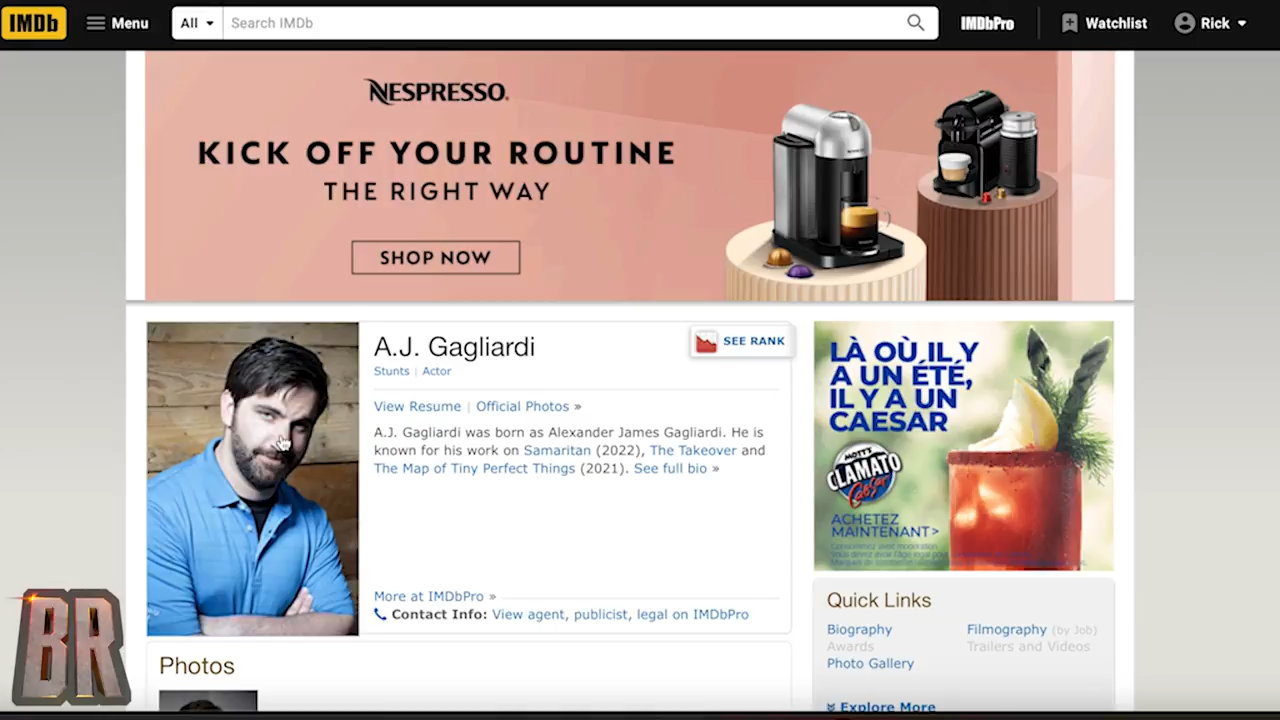 IMDb Menu All Search IMDb IMDbPro Watchlist Rick
NESPRESSO.
KICK OFF YOUR ROUTINE
THE RIGHT WAY
SHOP NOW
A.J. Gagliardi
SEE RANK
Stunts | Actor
View Resume | Official Photos »
A.J. Gagliardi was born as Alexander James Gagliardi. He is
known for his work on Samaritan (2022), The Takeover and
The Map of Tiny Perfect Things (2021). See full bio »
More at IMDbPro »
Contact Info: View agent, publicist, legal on IMDbPro
LÀ OÙ IL Y
A UN ÉTÉ,
IL Y A UN
CAESAR
MOTT'S
CLAMATO
Caesar
ACHETEZ
MAINTENANT >
Quick Links
Biography
Filmography (by Job)
Awards
Trailers and Videos
Photo Gallery
Explore More
Photos
BR